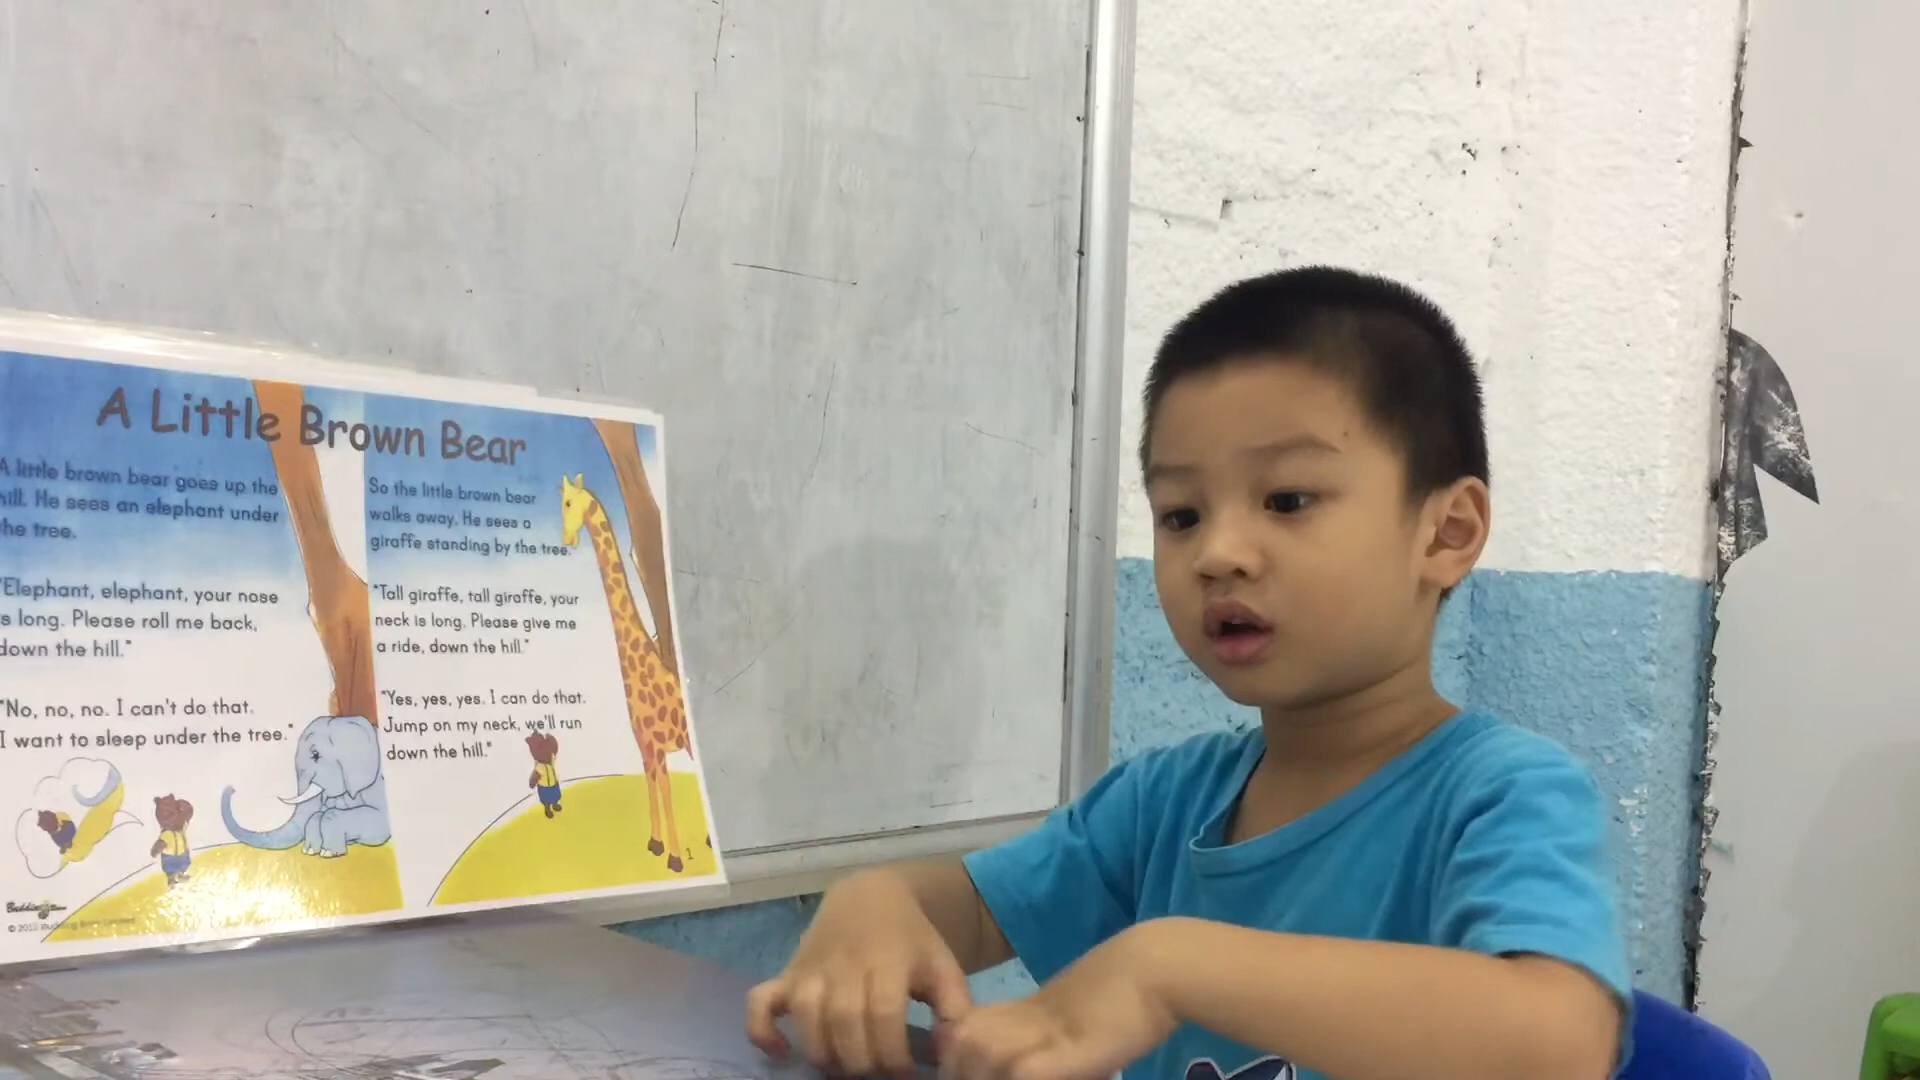 A Little Brown Bear
A little brown bear goes up the
hill. He sees an elephant under
the tree.
"Elephant, elephant, your nose
is long. Please roll me back,
down the hill."
"No, no, no. I can't do that.
I want to sleep under the tree."
So the little brown bear
walks away. He sees a
giraffe standing by the tree.
"Tall giraffe, tall giraffe, your
neck is long. Please give me
a ride, down the hill."
"Yes, yes, yes. I can do that.
Jump on my neck, we'll run
down the hill."
1